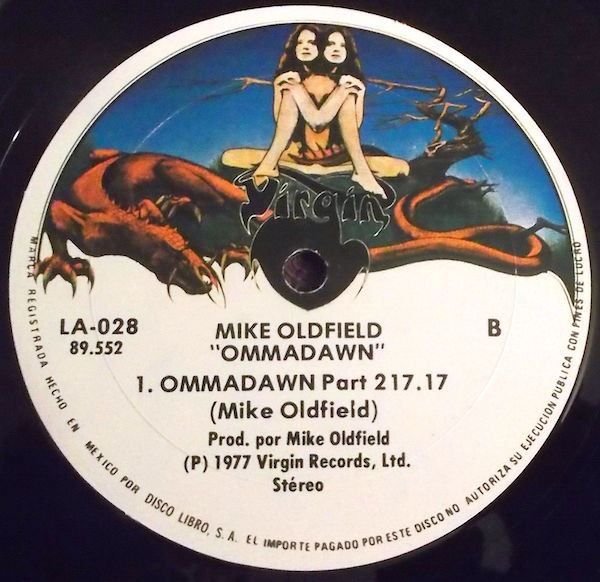 Virgin
LA-028
89.552
MIKE OLDFIELD
"OMMADAWN"
B
1. OMMADAWN Part 217.17
(Mike Oldfield)
Prod. por Mike Oldfield
(P) 1977 Virgin Records, Ltd.
Stéreo
MARCA REGISTRADA HECHO EN MEXICO POR DISCO LIBRO, S. A. EL IMPORTE PAGADO POR ESTE DISCO NO AUTORIZA SU EJECUCION PUBLICA CON FINES DE LUCRO